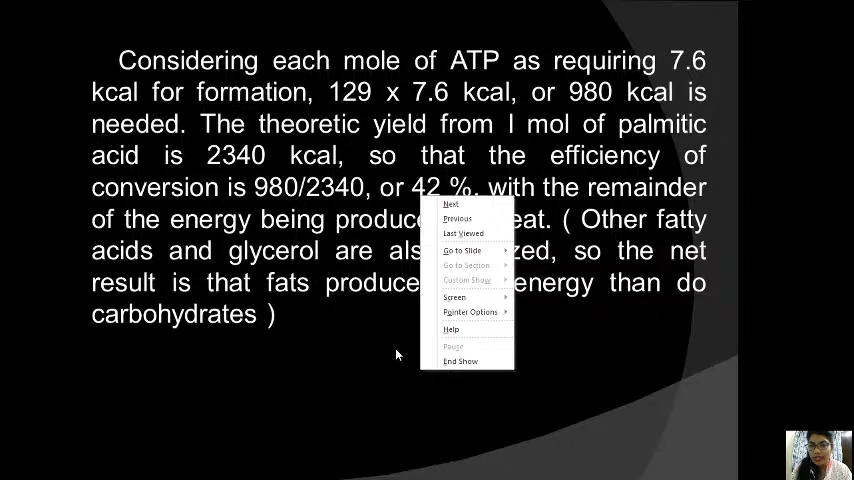 Considering each mole of ATP as requiring 7.6
kcal for formation, 129 x 7.6 kcal, or 980 kcal is
needed. The theoretic yield from I mol of palmitic
acid is 2340 kcal, so that the efficiency of
conversion is 980/2340, or 42 %, with the remainder
of the energy being produc eat. ( Other fatty
acids and glycerol are als zed, so the net
result is that fats produce energy than do
carbohydrates )
Next
Previous
Last Viewed
Go to Slide
Go to Section
Custom Show
Screen
Pointer Options
Help
Pause
End Show